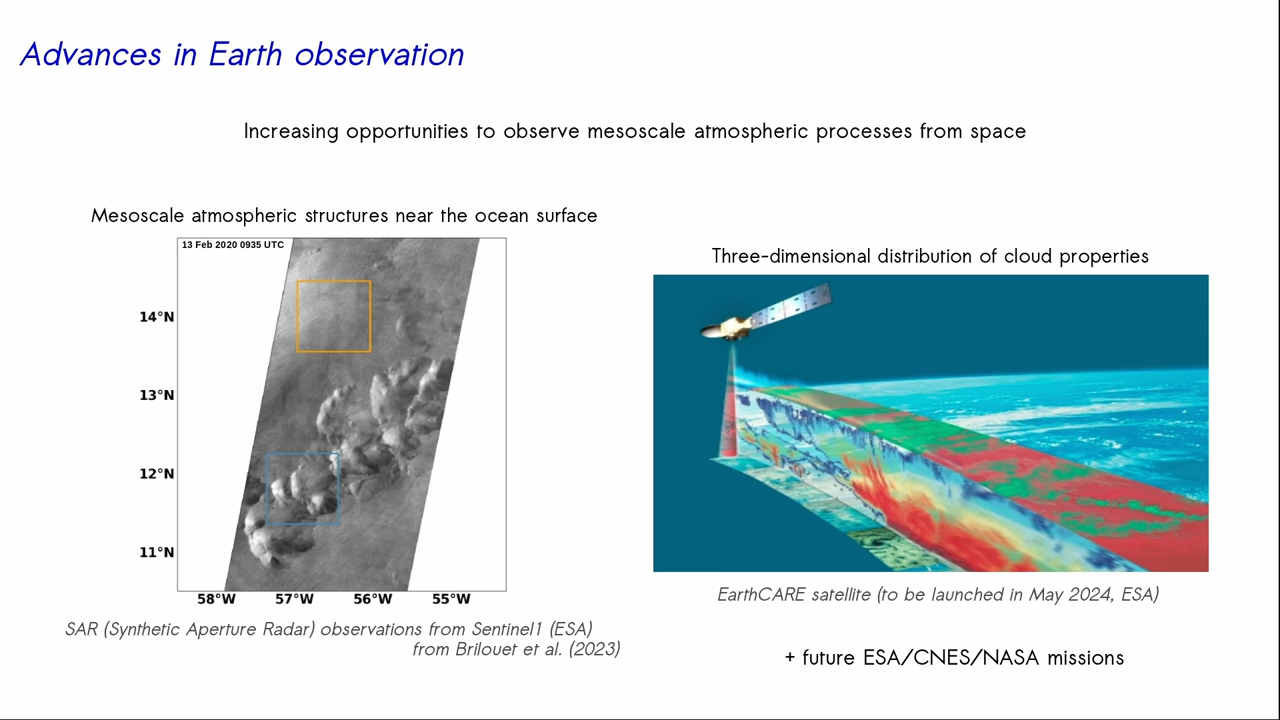 Advances in Earth observation
Increasing opportunities to observe mesoscale atmospheric processes from space
Mesoscale atmospheric structures near the ocean surface
13 Feb 2020 0935 UTC
14°N
13°N
12°N
11°N
58°W 57°W 56°W 55°W
SAR (Synthetic Aperture Radar) observations from Sentinel1 (ESA)
from Brilouet et al. (2023)
Three-dimensional distribution of cloud properties
EarthCARE satellite (to be launched in May 2024, ESA)
+ future ESA/CNES/NASA missions